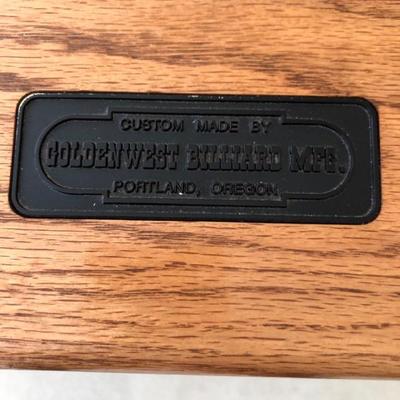 CUSTOM MADE BY
GOLDENWEST BILLIARD MFG.
PORTLAND, OREGON